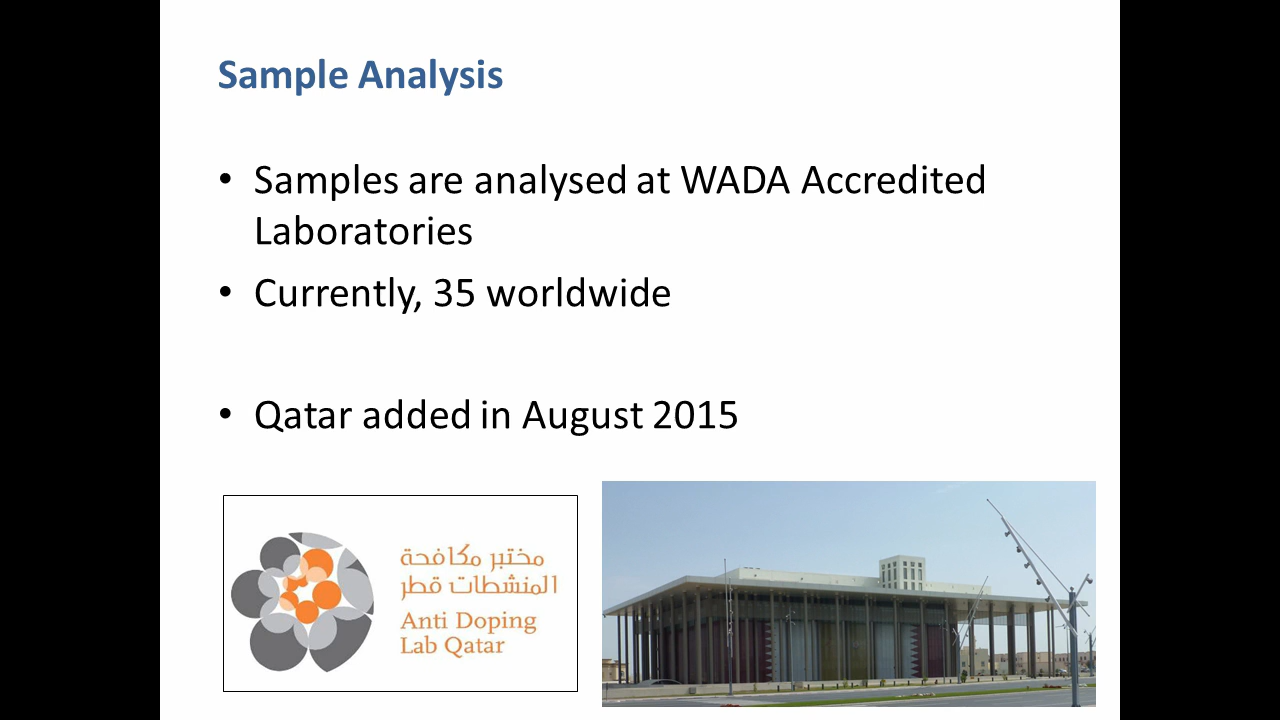 Sample Analysis
• Samples are analysed at WADA Accredited
Laboratories
• Currently, 35 worldwide
• Qatar added in August 2015
مختبر مكافحة
المنشطات قطر
Anti Doping
Lab Qatar